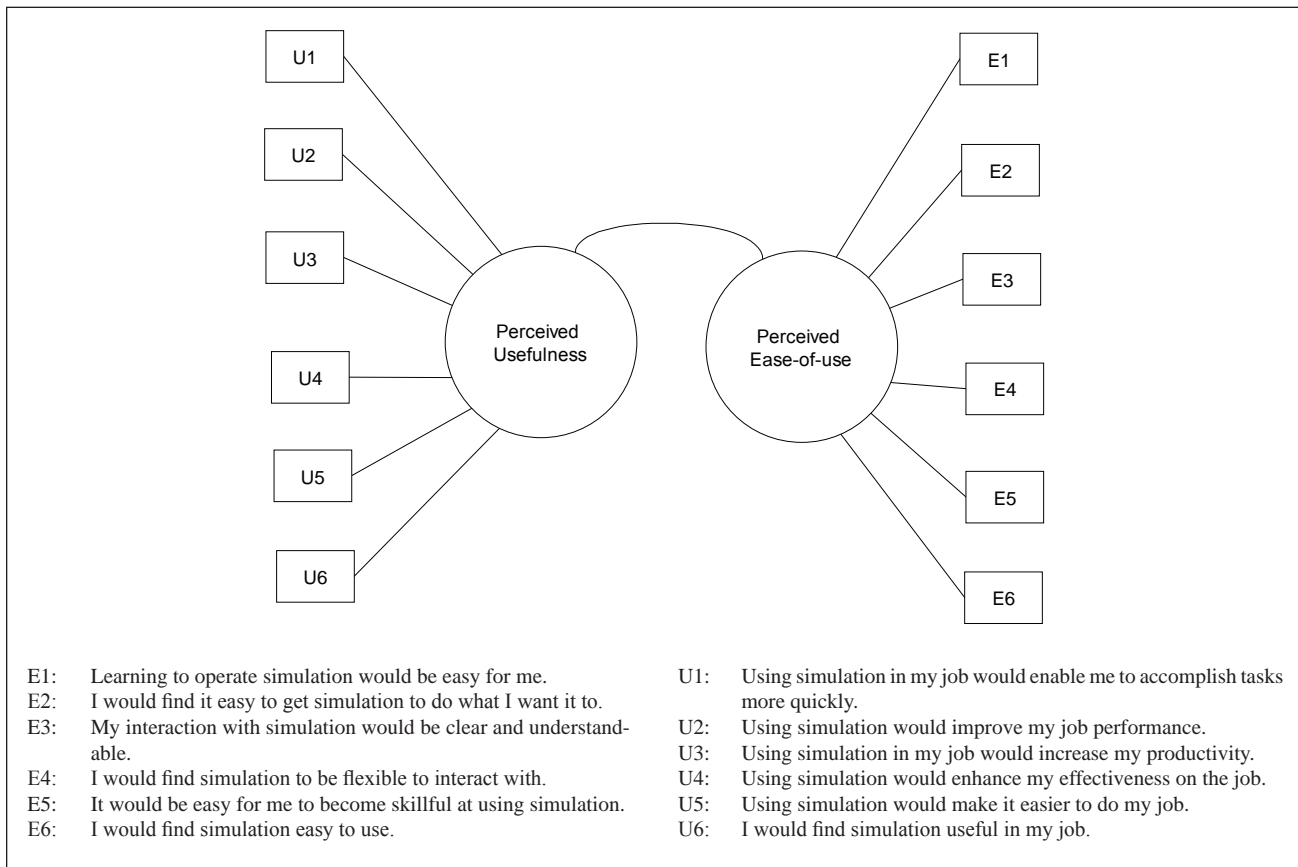 U1
E1
U2
E2
U3
E3
Perceived
Usefulness
Perceived
Ease-of-use
U4
E4
U5
E5
U6
E6
E1: Learning to operate simulation would be easy for me.
E2: I would find it easy to get simulation to do what I want it to.
E3: My interaction with simulation would be clear and understand-
able.
E4: I would find simulation to be flexible to interact with.
E5: It would be easy for me to become skillful at using simulation.
E6: I would find simulation easy to use.
U1: Using simulation in my job would enable me to accomplish tasks
more quickly.
U2: Using simulation would improve my job performance.
U3: Using simulation in my job would increase my productivity.
U4: Using simulation would enhance my effectiveness on the job.
U5: Using simulation would make it easier to do my job.
U6: I would find simulation useful in my job.